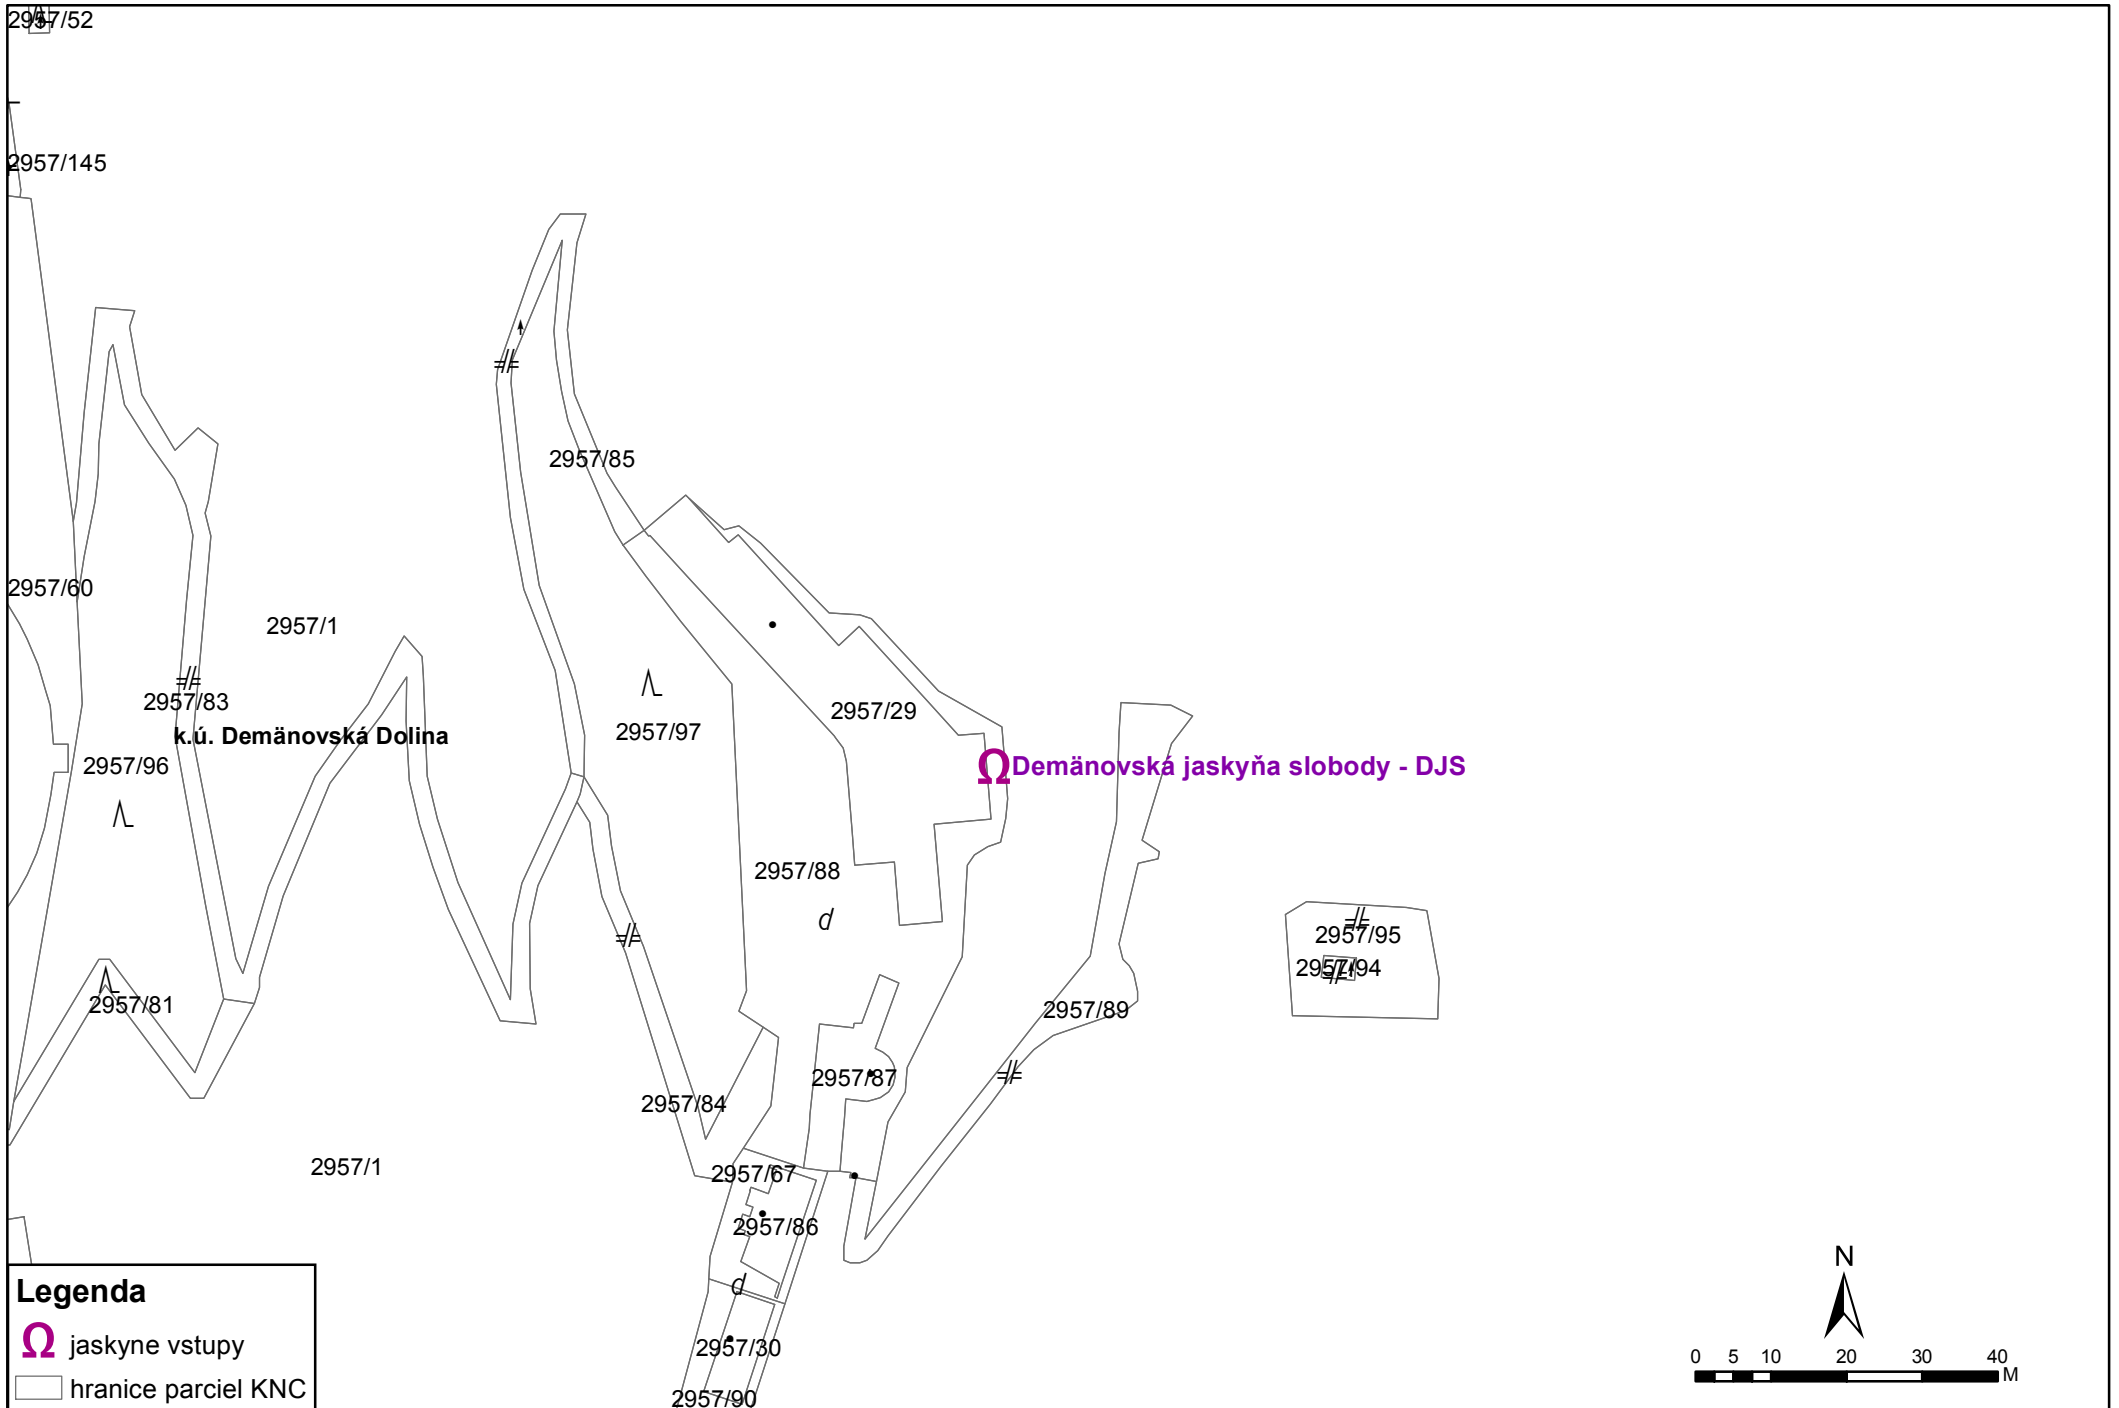 2957/52
2957/145
2957/85
2957/60
2957/1
2957/83
2957/29
2957/97
k.ú. Demänovská Dolina
2957/96
Ω Demänovská jaskyňa slobody - DJS
2957/88
d
2957/95
2957/94
2957/81
2957/89
2957/87
2957/84
2957/1
2957/67
2957/86
d
2957/30
2957/90
Legenda
Ω jaskyne vstupy
hranice parciel KNC
N
0 5 10 20 30 40
M